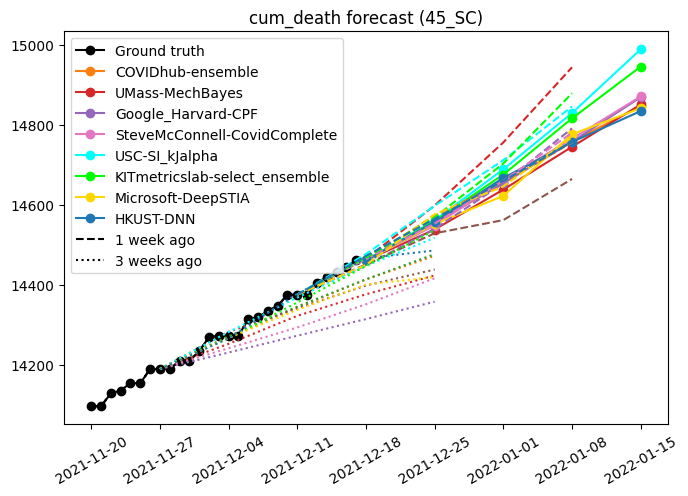 cum_death forecast (45_SC)
15000
14800
14600
14400
14200
Ground truth
COVIDhub-ensemble
UMass-MechBayes
Google_Harvard-CPF
SteveMcConnell-CovidComplete
USC-SI_kJalpha
KITmetricslab-select_ensemble
Microsoft-DeepSTIA
HKUST-DNN
1 week ago
3 weeks ago
2021-11-20
2021-11-27
2021-12-04
2021-12-11
2021-12-18
2021-12-25
2022-01-01
2022-01-08
2022-01-15